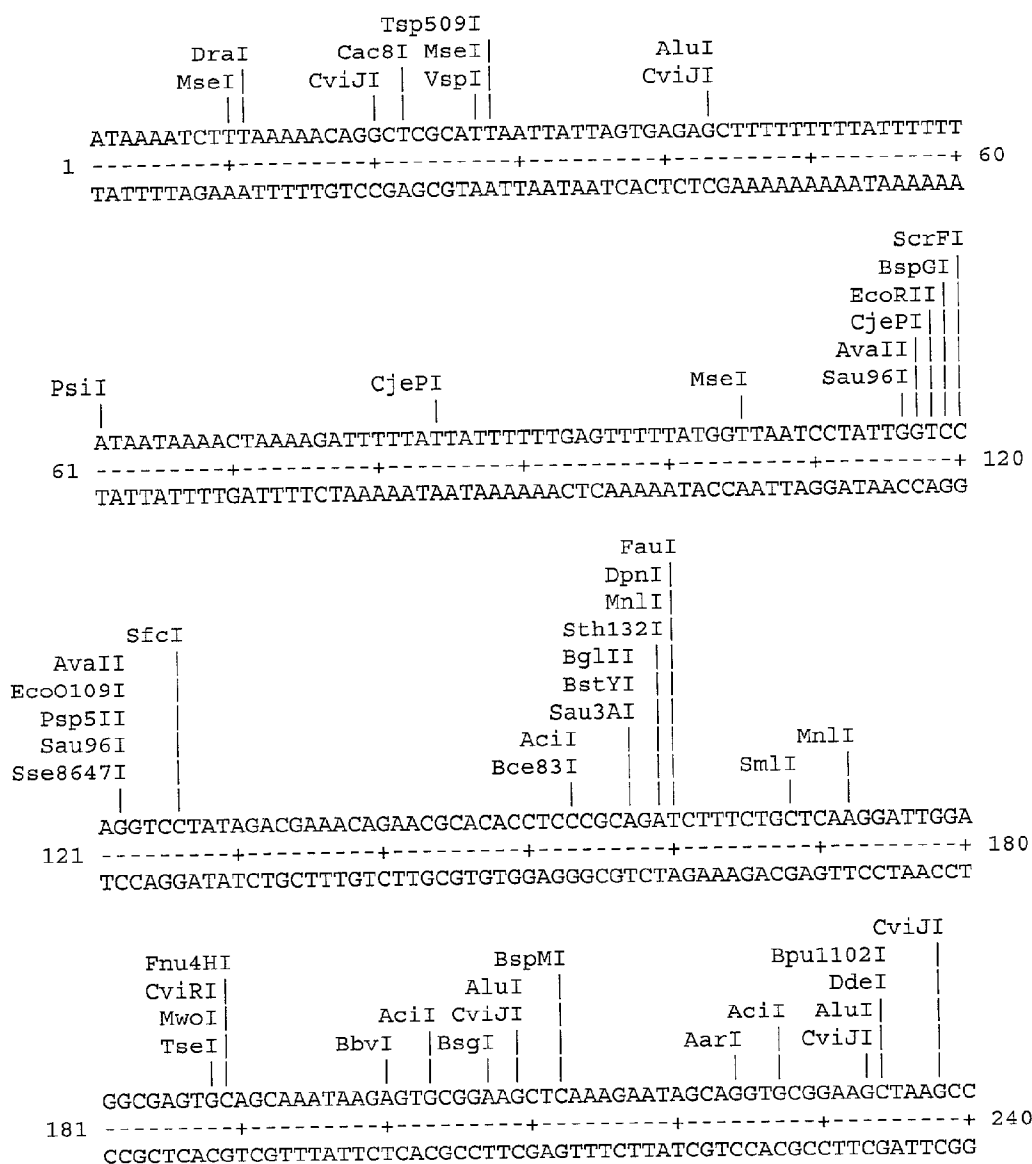 Tsp509I
DraI Cac8I MseI AluI
MseI CviJI VspI CviJI
ATAAAATCTTTAAAAACAGGCTCGCATTAATTATTAGTGAGAGCTTTTTTTTTATTTTTT
1 ---------+---------+---------+---------+---------+---------+ 60
TATTTTAGAAATTTTTGTCCGAGCGTAATTAATAATCACTCTCGAAAAAAAAATAAAAAA
ScrFI
BspGI
EcoRII
CjePI
AvaII
PsiI CjePI MseI Sau96I
ATAATAAAACTAAAAGATTTTTATTATTTTTTGAGTTTTTATGGTTAATCCTATTGGTCC
61 ---------+---------+---------+---------+---------+---------+ 120
TATTATTTTGATTTTCTAAAAATAATAAAAAACTCAAAAATACCAATTAGGATAACCAGG
FauI
DpnI
MnlI
SfcI Sth132I
AvaII BglII
EcoO109I BstYI
Psp5II Sau3AI
Sau96I AciI MnlI
Sse8647I Bce83I SmlI
AGGTCCTATAGACGAAACAGAACGCACACCTCCCGCAGATCTTTCTGCTCAAGGATTGGA
121 ---------+---------+---------+---------+---------+---------+ 180
TCCAGGATATCTGCTTTGTCTTGCGTGTGGAGGGCGTCTAGAAAGACGAGTTCCTAACCT
CviJI
Fnu4HI BspMI Bpu1102I
CviRI AluI DdeI
MwoI AciI CviJI AciI AluI
TseI BbvI BsgI AarI CviJI
GGCGAGTGCAGCAAATAAGAGTGCGGAAGCTCAAAGAATAGCAGGTGCGGAAGCTAAGCC
181 ---------+---------+---------+---------+---------+---------+ 240
CCGCTCACGTCGTTTATTCTCACGCCTTCGAGTTTCTTATCGTCCACGCCTTCGATTCGG